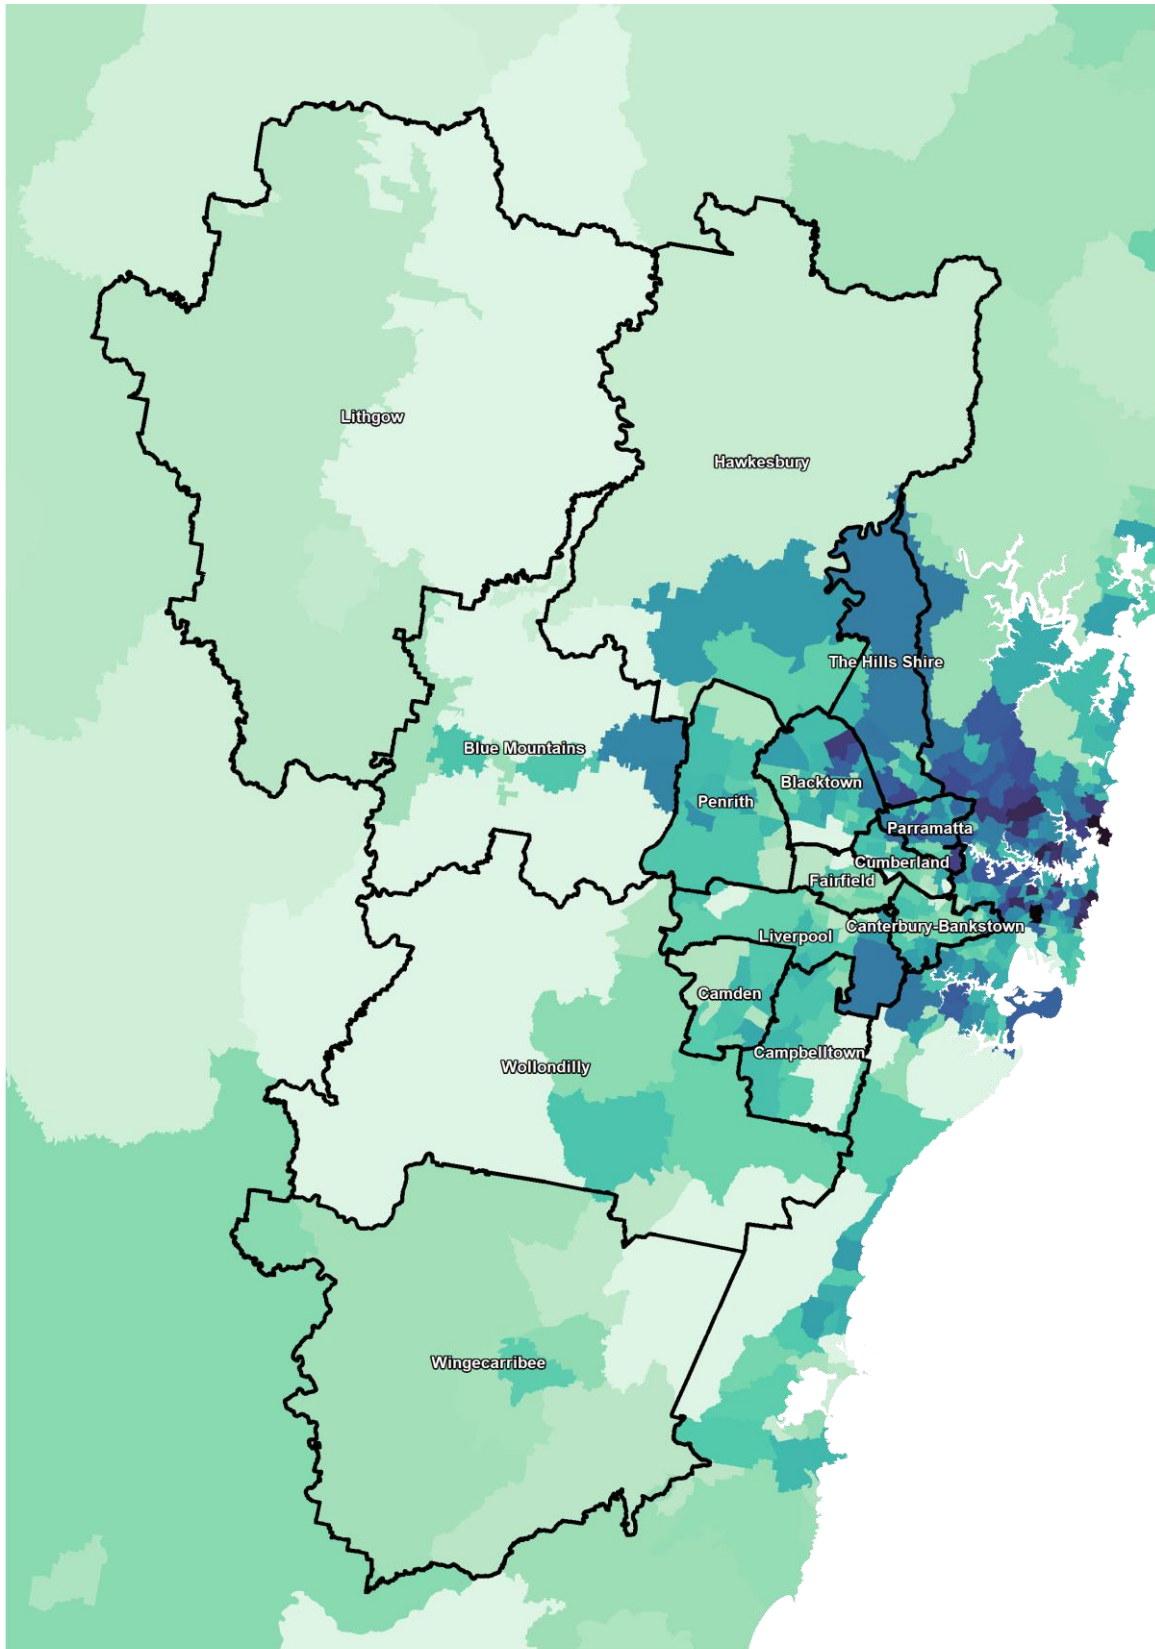 Lithgow
Hawkesbury
The Hills Shire
Blue Mountains
Blacktown
Penrith
Parramatta
Cumberland
Fairfield
Canterbury-Bankstown
Liverpool
Camden
Campbelltown
Wollondilly
Wingecarribee